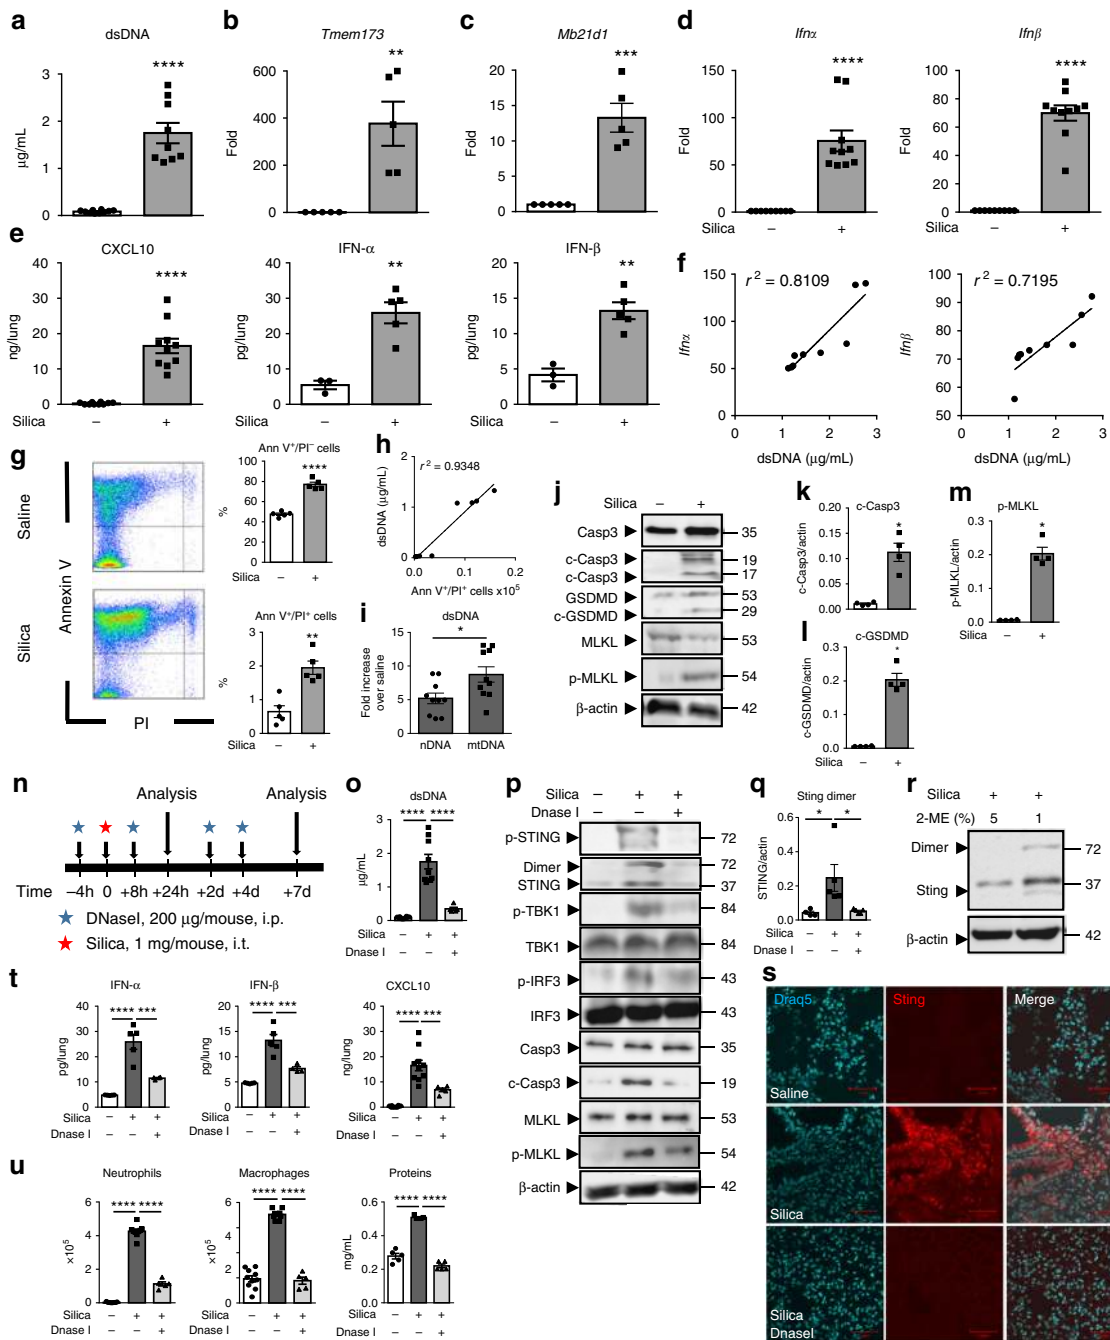 a
dsDNA
****
3
2
1
0
µg/mL
b
Tmem173
**
600
400
200
0
Fold
c
Mb21d1
***
20
15
10
5
0
Fold
d
Ifnα
****
150
100
50
0
Fold
Silica – +
Ifnβ
****
100
80
60
40
20
0
Fold
– +
e
CXCL10
****
40
30
20
10
0
ng/lung
Silica – +
IFN-α
**
40
30
20
10
0
pg/lung
– +
IFN-β
**
20
15
10
5
0
pg/lung
Silica – +
f
r² = 0.8109
150
100
50
0
Ifnα
0 1 2 3
dsDNA (µg/mL)
r² = 0.7195
100
90
80
70
60
50
Ifnβ
0 1 2 3
dsDNA (µg/mL)
g
Saline
Silica
Annexin V
PI
Ann V⁺/PI⁻ cells
****
100
80
60
40
20
0
%
Silica – +
Ann V⁺/PI⁺ cells
**
3
2
1
0
%
Silica – +
h
r² = 0.9348
2
1
0
dsDNA (µg/mL)
0.0 0.1 0.2
Ann V⁺/PI⁺ cells x10⁵
i
dsDNA
*
15
10
5
0
Fold increase
over saline
nDNA mtDNA
j
Silica – +
Casp3 35
c-Casp3 19
c-Casp3 17
GSDMD 53
c-GSDMD 29
MLKL 53
p-MLKL 54
β-actin 42
k
c-Casp3
*
0.20
0.15
0.10
0.05
0.00
c-Casp3/actin
Silica – +
l
c-GSDMD
*
0.3
0.2
0.1
0
c-GSDMD/actin
Silica – +
m
p-MLKL
*
0.3
0.2
0.1
0.0
p-MLKL/actin
Silica – +
n
Analysis Analysis
Time –4h 0 +8h +24h +2d +4d +7d
DNaseI, 200 µg/mouse, i.p.
Silica, 1 mg/mouse, i.t.
o
dsDNA
**** ****
3
2
1
0
µg/mL
Silica – + +
Dnase I – – +
p
Silica – + +
Dnase I – – +
p-STING 72
Dimer 72
STING 37
p-TBK1 84
TBK1 84
p-IRF3 43
IRF3 43
Casp3 35
c-Casp3 19
MLKL 53
p-MLKL 54
β-actin 42
q
Sting dimer
* *
0.6
0.4
0.2
0.0
STING/actin
Silica – + +
Dnase I – – +
r
Silica + +
2-ME (%) 5 1
Dimer 72
Sting 37
β-actin 42
s
Draq5 Sting Merge
Saline
Silica
Silica
DnaseI
t
IFN-α
**** ***
40
30
20
10
0
pg/lung
Silica – + +
Dnase I – – +
IFN-β
**** ***
20
15
10
5
0
pg/lung
– + +
– – +
CXCL10
**** ***
40
30
20
10
0
ng/lung
Silica – + +
Dnase I – – +
u
Neutrophils
**** ****
6
4
2
0
×10⁵
Silica – + +
Dnase I – – +
Macrophages
**** ****
6
4
2
0
×10⁵
– + +
– – +
Proteins
**** ****
0.6
0.4
0.2
0.0
mg/mL
Silica – + +
Dnase I – – +